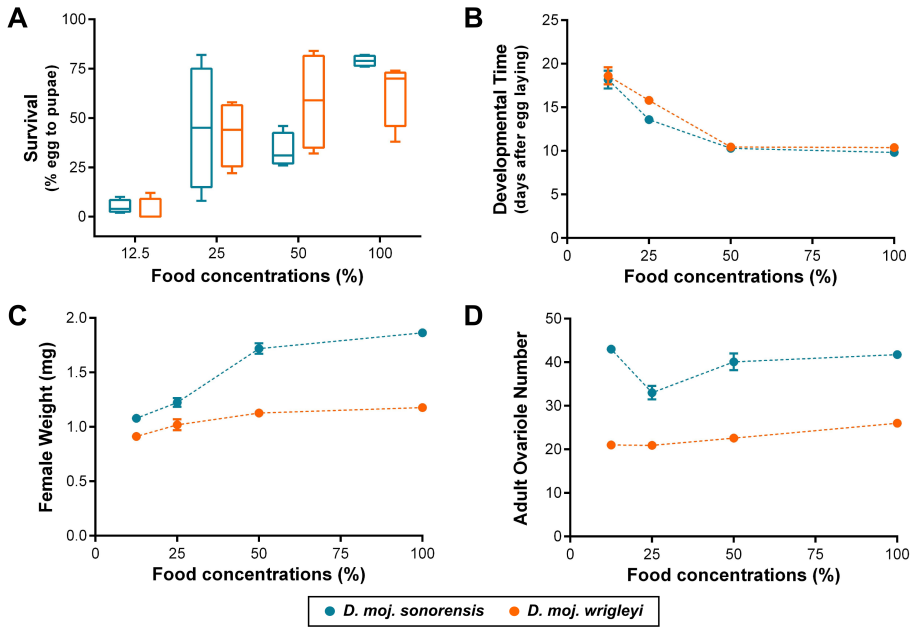 A
Survival
(% egg to pupae)
100
75
50
25
0
12.5
25
50
100
Food concentrations (%)
B
Developmental Time
(days after egg laying)
25
20
15
10
5
0
0
25
50
75
100
Food concentrations (%)
C
Female Weight (mg)
2.0
1.5
1.0
0.5
0.0
0
25
50
75
100
Food concentrations (%)
D
Adult Ovariole Number
50
40
30
20
10
0
0
25
50
75
100
Food concentrations (%)
D. moj. sonorensis D. moj. wrigleyi